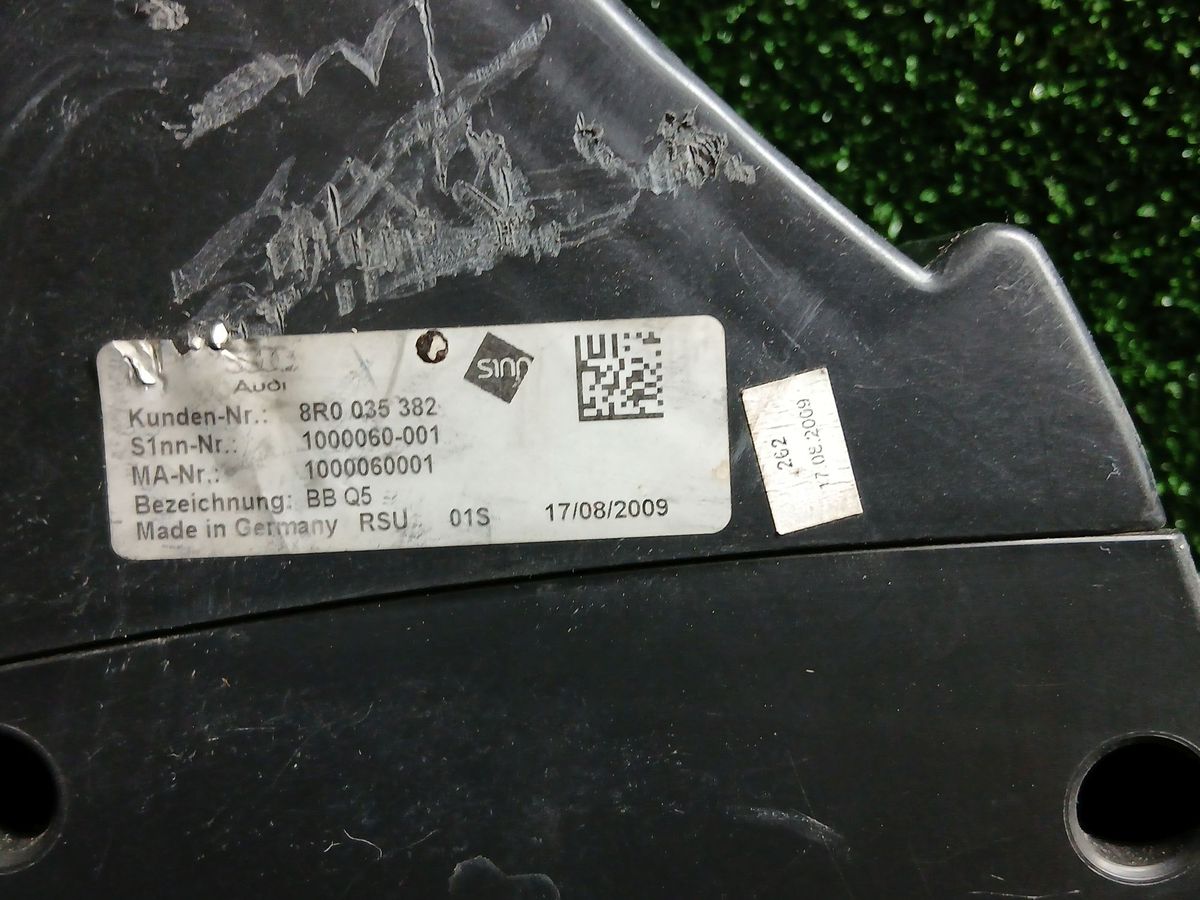 Audi
S1nn
Kunden-Nr.: 8R0 035 382
S1nn-Nr.: 1000060-001
MA-Nr.: 1000060001
Bezeichnung: BB Q5
Made in Germany RSU 01S 17/08/2009
262
17.08.2009